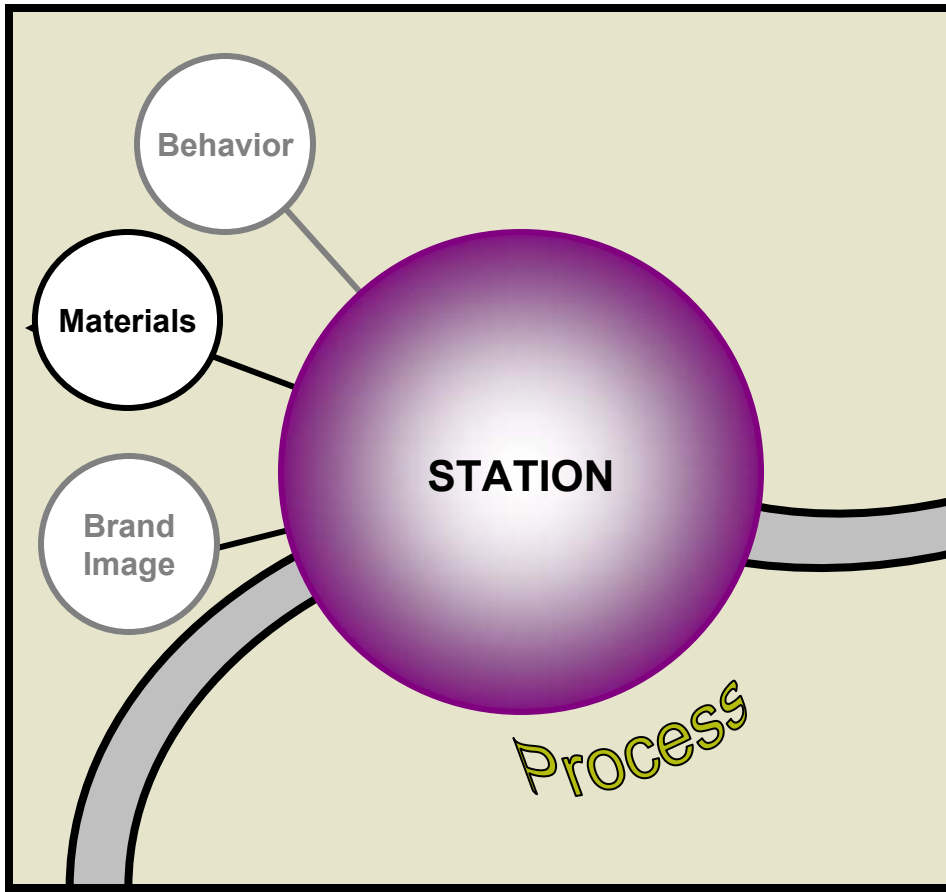 Behavior
Materials
STATION
Brand
Image
Process